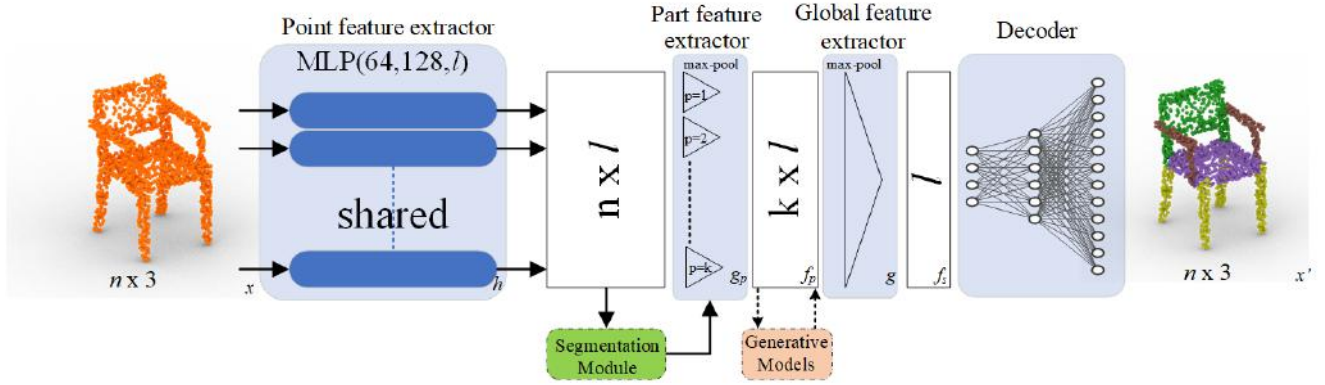 Point feature extractor
MLP(64,128,l)
shared
n x 3
x
h
n x l
Part feature
extractor
max-pool
p=1
p=2
p=k
g_p
k x l
f_p
Global feature
extractor
max-pool
g
l
f_s
Decoder
n x 3
x'
Segmentation
Module
Generative
Models